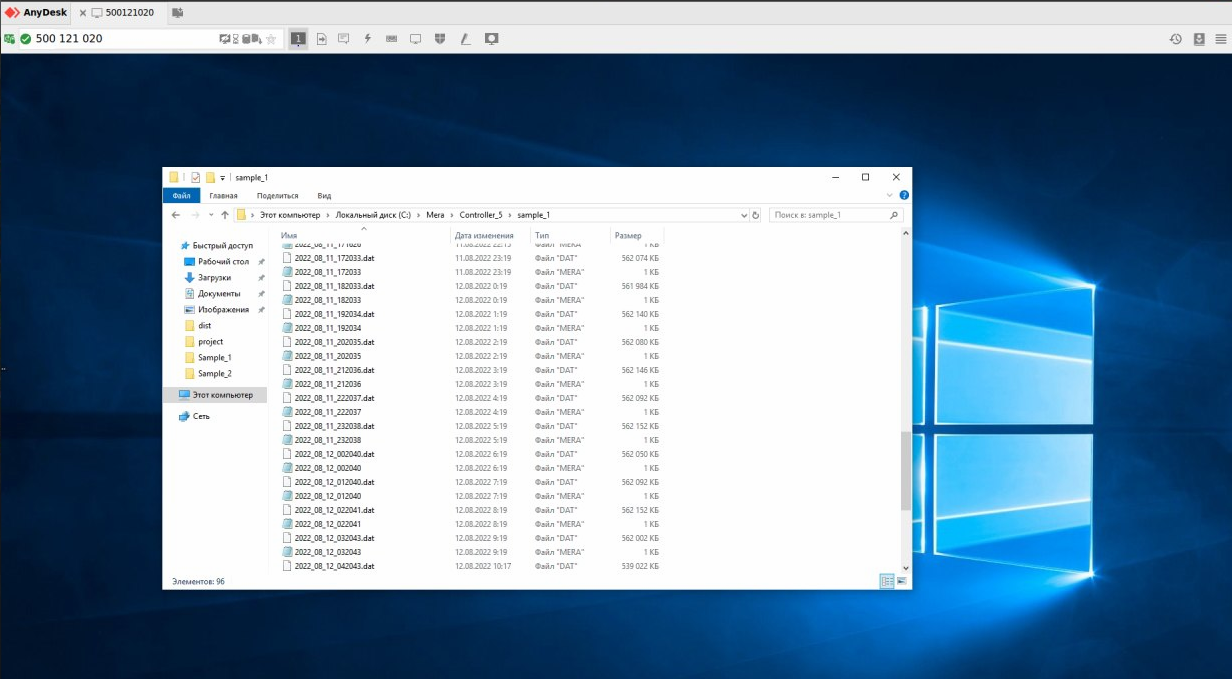 AnyDesk 500121020
500 121 020 1
sample_1
Файл Главная Поделиться Вид
Этот компьютер Локальный диск (C:) Мера Controller_5 sample_1 Поиск в: sample_1
Имя Дата изменения Тип Размер
2022_08_11_171628 11.08.2022 22:19 Файл "MERA" 1 КБ
2022_08_11_172033.dat 11.08.2022 23:19 Файл "DAT" 562 074 КБ
2022_08_11_172033 11.08.2022 23:19 Файл "MERA" 1 КБ
2022_08_11_182033.dat 12.08.2022 0:19 Файл "DAT" 561 984 КБ
2022_08_11_182033 12.08.2022 0:19 Файл "MERA" 1 КБ
2022_08_11_192034.dat 12.08.2022 1:19 Файл "DAT" 562 140 КБ
2022_08_11_192034 12.08.2022 1:19 Файл "MERA" 1 КБ
2022_08_11_202035.dat 12.08.2022 2:19 Файл "DAT" 562 080 КБ
2022_08_11_202035 12.08.2022 2:19 Файл "MERA" 1 КБ
2022_08_11_212036.dat 12.08.2022 3:19 Файл "DAT" 562 146 КБ
2022_08_11_212036 12.08.2022 3:19 Файл "MERA" 1 КБ
2022_08_11_222037.dat 12.08.2022 4:19 Файл "DAT" 562 092 КБ
2022_08_11_222037 12.08.2022 4:19 Файл "MERA" 1 КБ
2022_08_11_232038.dat 12.08.2022 5:19 Файл "DAT" 562 152 КБ
2022_08_11_232038 12.08.2022 5:19 Файл "MERA" 1 КБ
2022_08_12_002040.dat 12.08.2022 6:19 Файл "DAT" 562 050 КБ
2022_08_12_002040 12.08.2022 6:19 Файл "MERA" 1 КБ
2022_08_12_012040.dat 12.08.2022 7:19 Файл "DAT" 562 092 КБ
2022_08_12_012040 12.08.2022 7:19 Файл "MERA" 1 КБ
2022_08_12_022041.dat 12.08.2022 8:19 Файл "DAT" 562 152 КБ
2022_08_12_022041 12.08.2022 8:19 Файл "MERA" 1 КБ
2022_08_12_032043.dat 12.08.2022 9:19 Файл "DAT" 562 002 КБ
2022_08_12_032043 12.08.2022 9:19 Файл "MERA" 1 КБ
2022_08_12_042043.dat 12.08.2022 10:17 Файл "DAT" 539 022 КБ
Быстрый доступ
Рабочий стол
Загрузки
Документы
Изображения
dist
project
Sample_1
Sample_2
Этот компьютер
Сеть
Элементов: 96